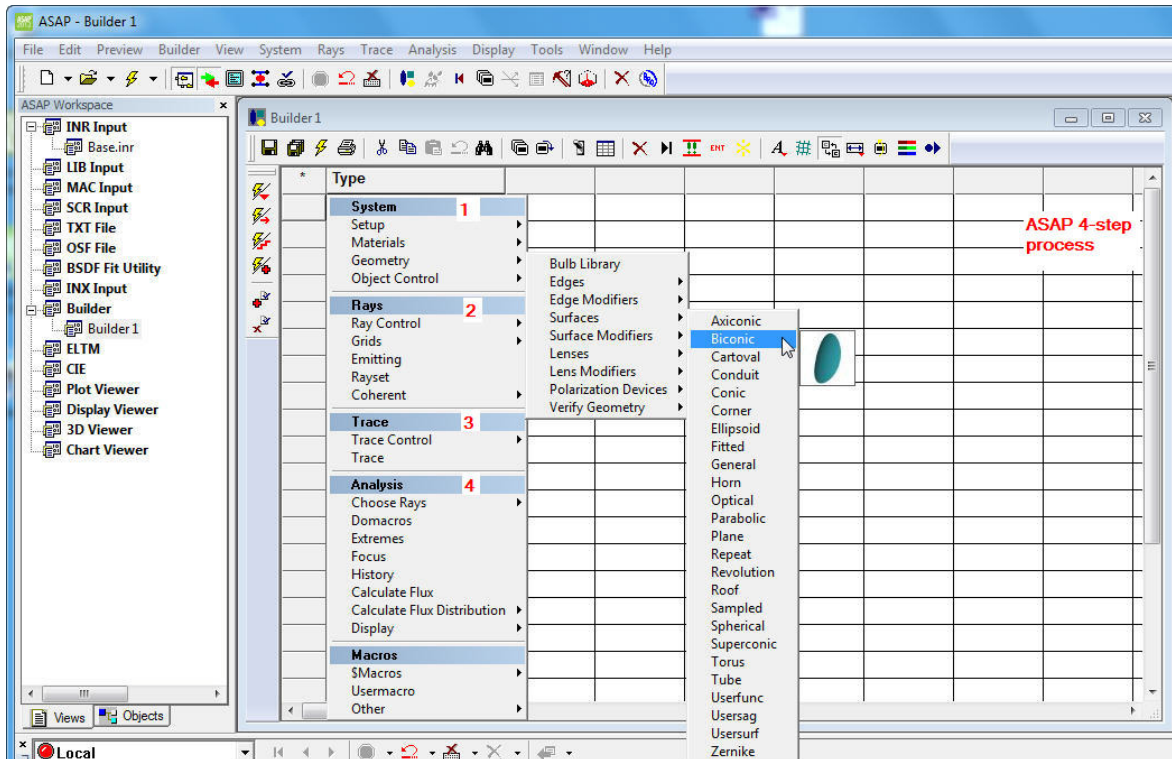 ASAP - Builder 1
File Edit Preview Builder View System Rays Trace Analysis Display Tools Window Help
ASAP Workspace
INR Input
Base.inr
LIB Input
MAC Input
SCR Input
TXT File
OSF File
BSDF Fit Utility
INX Input
Builder
Builder1
ELTM
CIE
Plot Viewer
Display Viewer
3D Viewer
Chart Viewer
Views Objects
Builder1
* Type
System 1
Setup
Materials
Geometry
Object Control
Rays 2
Ray Control
Grids
Emitting
Rayset
Coherent
Trace 3
Trace Control
Trace
Analysis 4
Choose Rays
Domacros
Extremes
Focus
History
Calculate Flux
Calculate Flux Distribution
Display
Macros
$Macros
Usermacro
Other
Bulb Library
Edges
Edge Modifiers
Surfaces
Surface Modifiers
Lenses
Lens Modifiers
Polarization Devices
Verify Geometry
Axiconic
Biconic
Cartoval
Conduit
Conic
Corner
Ellipsoid
Fitted
General
Horn
Optical
Parabolic
Plane
Repeat
Revolution
Roof
Sampled
Spherical
Superconic
Torus
Tube
Userfunc
Usersag
Usersurf
Zernike
ASAP 4-step
process
Local